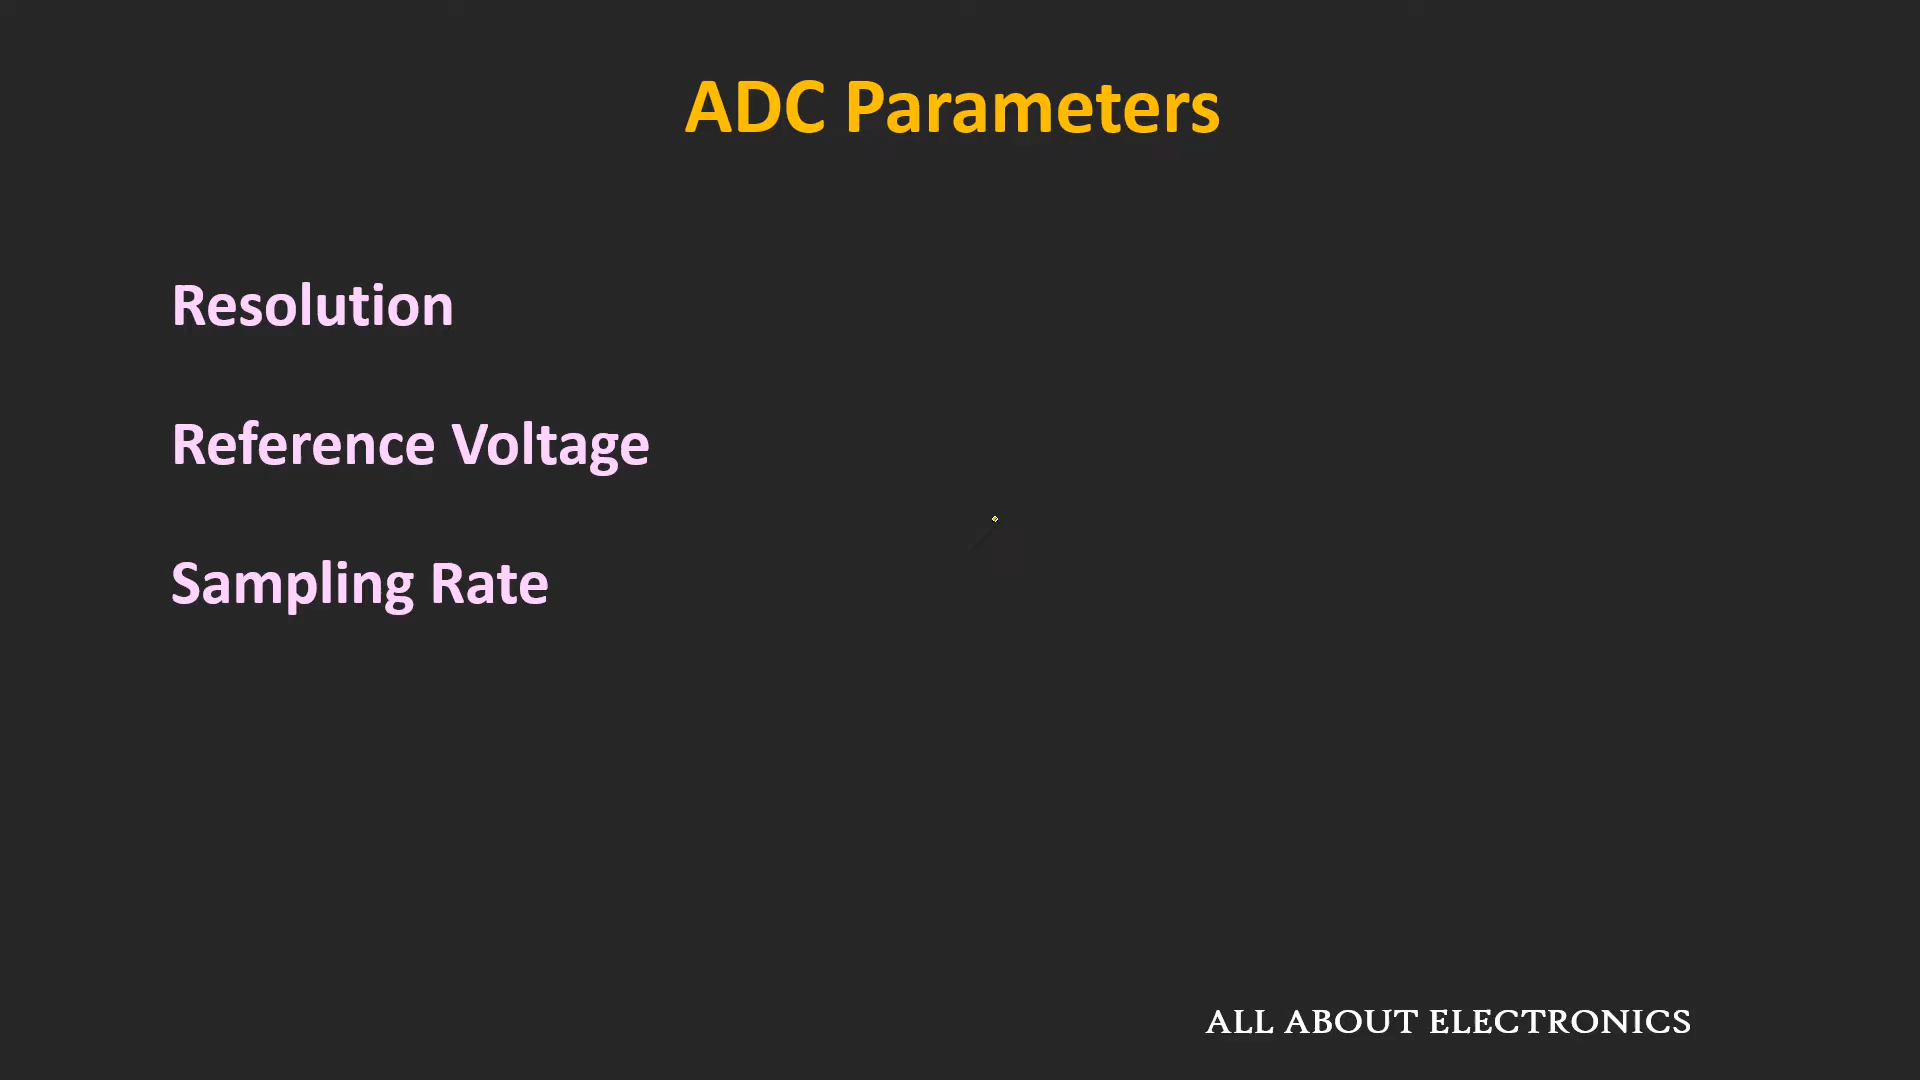 ADC Parameters
Resolution
Reference Voltage
Sampling Rate
ALL ABOUT ELECTRONICS